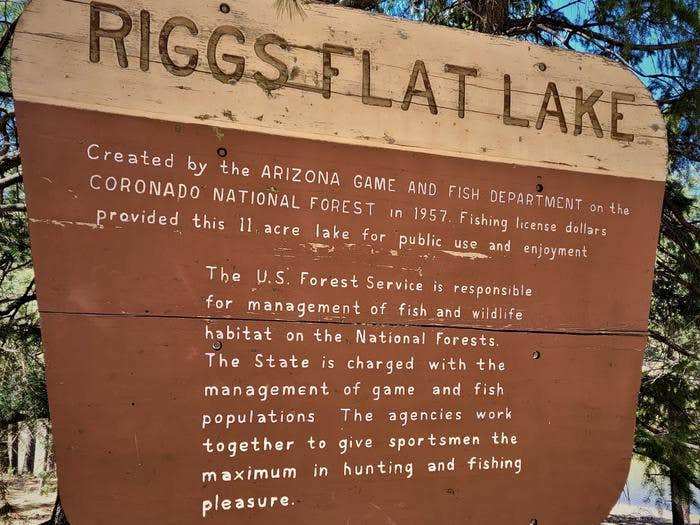 RIGGS FLAT LAKE
Created by the ARIZONA GAME AND FISH DEPARTMENT on the
CORONADO NATIONAL FOREST in 1957. Fishing license dollars
provided this 11 acre lake for public use and enjoyment
The U.S. Forest Service is responsible
for management of fish and wildlife
habitat on the National Forests.
The State is charged with the
management of game and fish
populations The agencies work
together to give sportsmen the
maximum in hunting and fishing
pleasure.